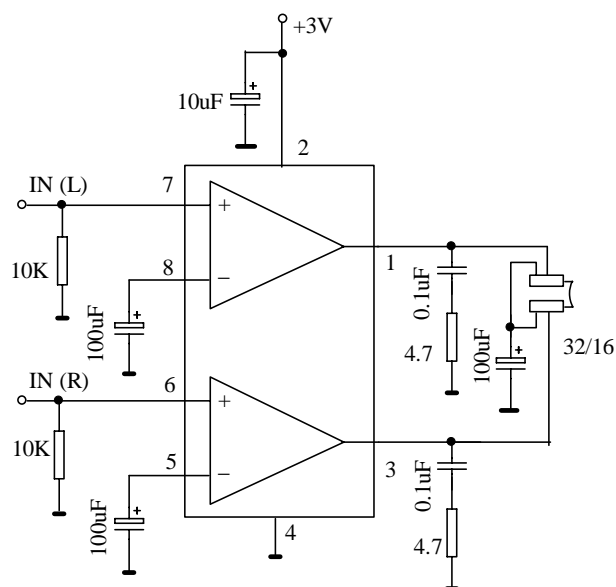 +3V
10uF
2
IN (L)
7
+
1
10K
8
−
100uF
+
0.1uF
4.7
100uF
+
32/16
IN (R)
6
+
3
10K
5
−
100uF
+
4
0.1uF
4.7
+